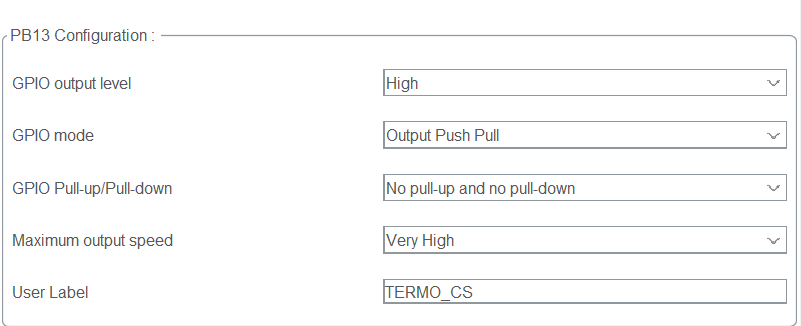 PB13 Configuration :
GPIO output level High
GPIO mode Output Push Pull
GPIO Pull-up/Pull-down No pull-up and no pull-down
Maximum output speed Very High
User Label TERMO_CS